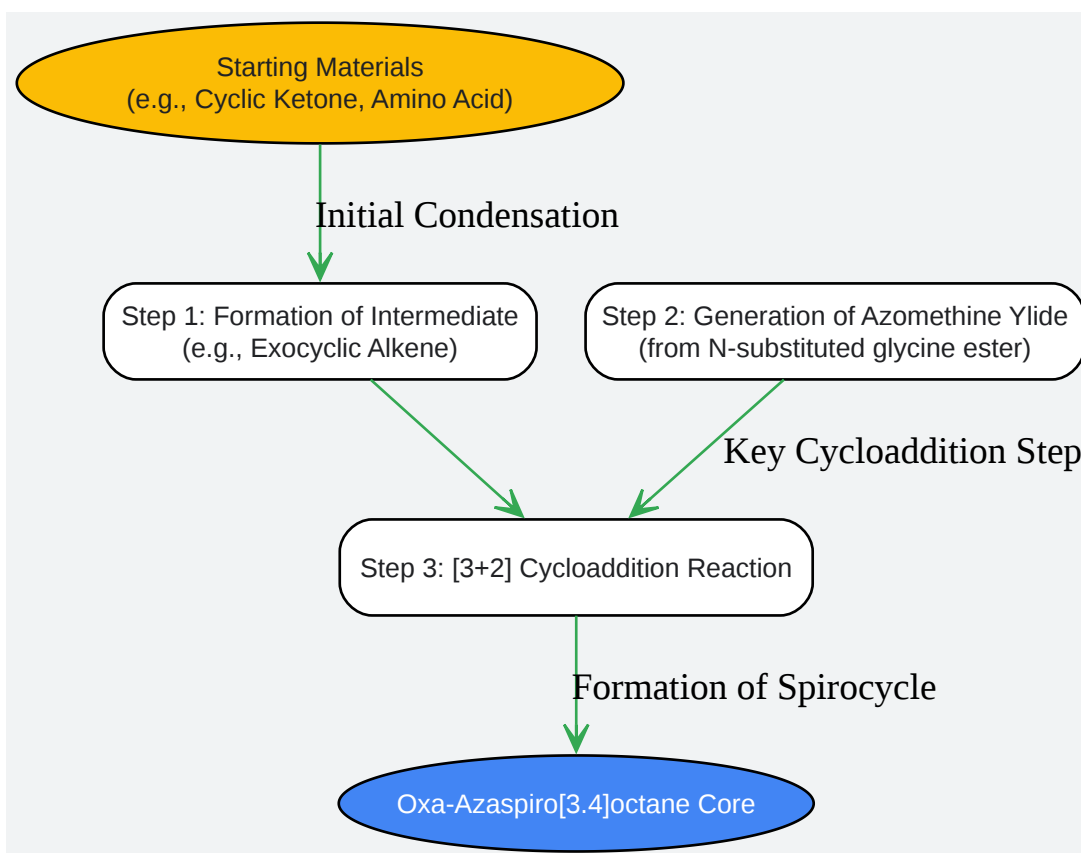 Starting Materials
(e.g., Cyclic Ketone, Amino Acid)
Initial Condensation
Step 1: Formation of Intermediate
(e.g., Exocyclic Alkene)
Step 2: Generation of Azomethine Ylide
(from N-substituted glycine ester)
Key Cycloaddition Step
Step 3: [3+2] Cycloaddition Reaction
Formation of Spirocycle
Oxa-Azaspiro[3.4]octane Core